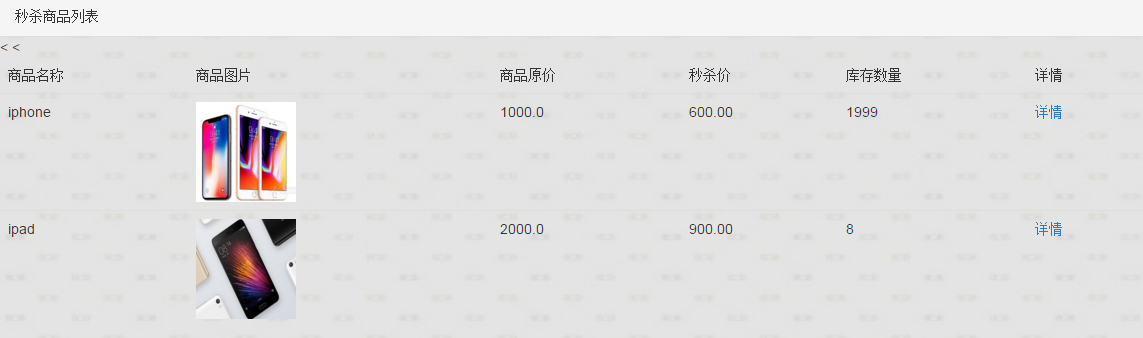 秒杀商品列表
< <
商品名称 商品图片 商品原价 秒杀价 库存数量 详情
iphone 1000.0 600.00 1999 详情
ipad 2000.0 900.00 8 详情